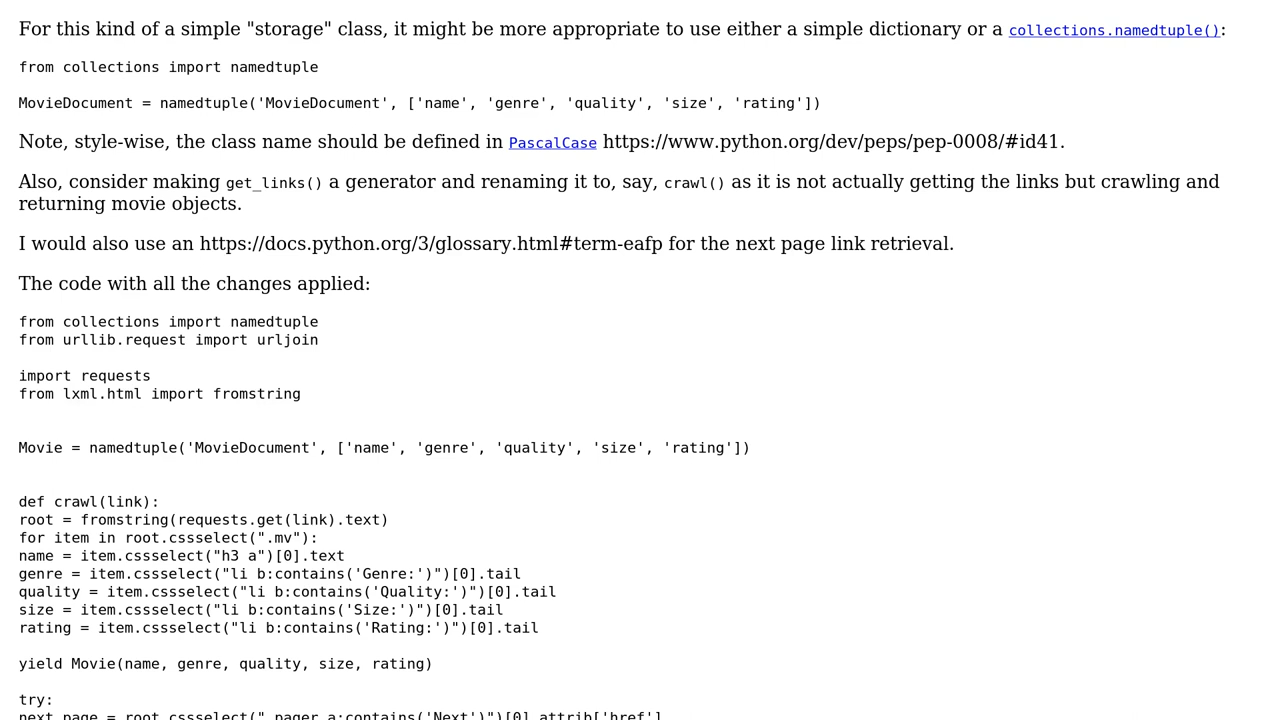 For this kind of a simple "storage" class, it might be more appropriate to use either a simple dictionary or a collections.namedtuple():
from collections import namedtuple
MovieDocument = namedtuple('MovieDocument', ['name', 'genre', 'quality', 'size', 'rating'])
Note, style-wise, the class name should be defined in PascalCase https://www.python.org/dev/peps/pep-0008/#id41.
Also, consider making get_links() a generator and renaming it to, say, crawl() as it is not actually getting the links but crawling and
returning movie objects.
I would also use an https://docs.python.org/3/glossary.html#term-eafp for the next page link retrieval.
The code with all the changes applied:
from collections import namedtuple
from urllib.request import urljoin
import requests
from lxml.html import fromstring
Movie = namedtuple('MovieDocument', ['name', 'genre', 'quality', 'size', 'rating'])
def crawl(link):
root = fromstring(requests.get(link).text)
for item in root.cssselect(".mv"):
name = item.cssselect("h3 a")[0].text
genre = item.cssselect("li b:contains('Genre:')")[0].tail
quality = item.cssselect("li b:contains('Quality:')")[0].tail
size = item.cssselect("li b:contains('Size:')")[0].tail
rating = item.cssselect("li b:contains('Rating:')")[0].tail
yield Movie(name, genre, quality, size, rating)
try:
next_page = root.cssselect(".pager a:contains('Next')")[0].attrib['href']